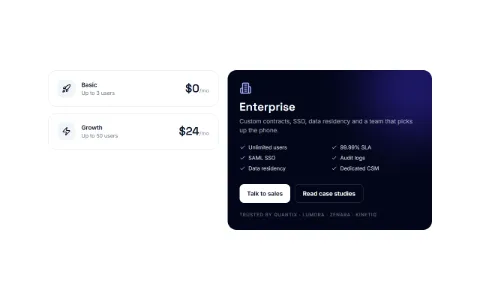 Basic
Up to 3 users
$0/mo
Growth
Up to 50 users
$24/mo
Enterprise
Custom contracts, SSO, data residency and a team that picks
up the phone.
Unlimited users
99.99% SLA
SAML SSO
Audit logs
Data residency
Dedicated CSM
Talk to sales
Read case studies
TRUSTED BY QUANTIX · LUMORA · ZEWARA · KINETIQ